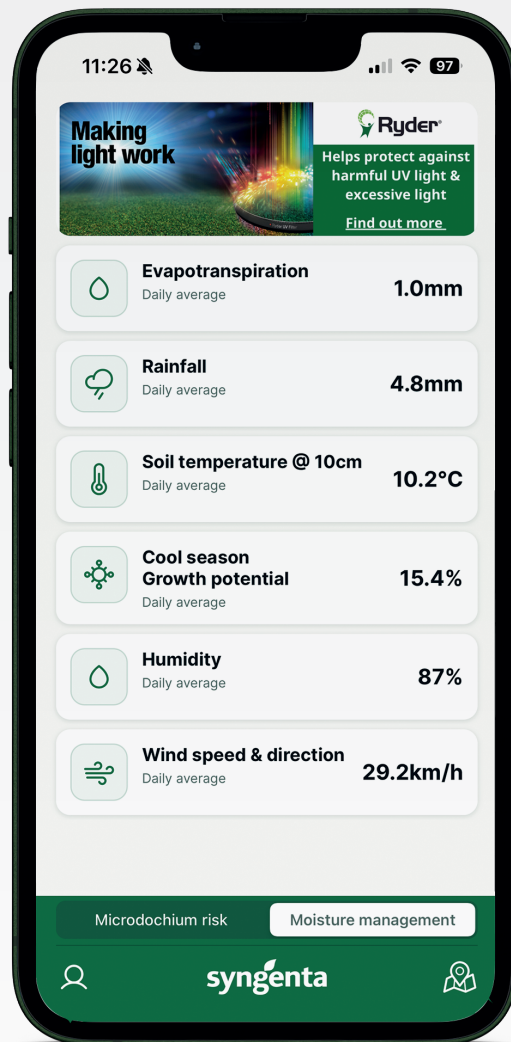 11:26
97
Making
light work
Ryder®
Helps protect against
harmful UV light &
excessive light
Find out more
Evapotranspiration
Daily average
1.0mm
Rainfall
Daily average
4.8mm
Soil temperature @ 10cm
Daily average
10.2°C
Cool season
Growth potential
Daily average
15.4%
Humidity
Daily average
87%
Wind speed & direction
Daily average
29.2km/h
Microdochium risk
Moisture management
syngenta